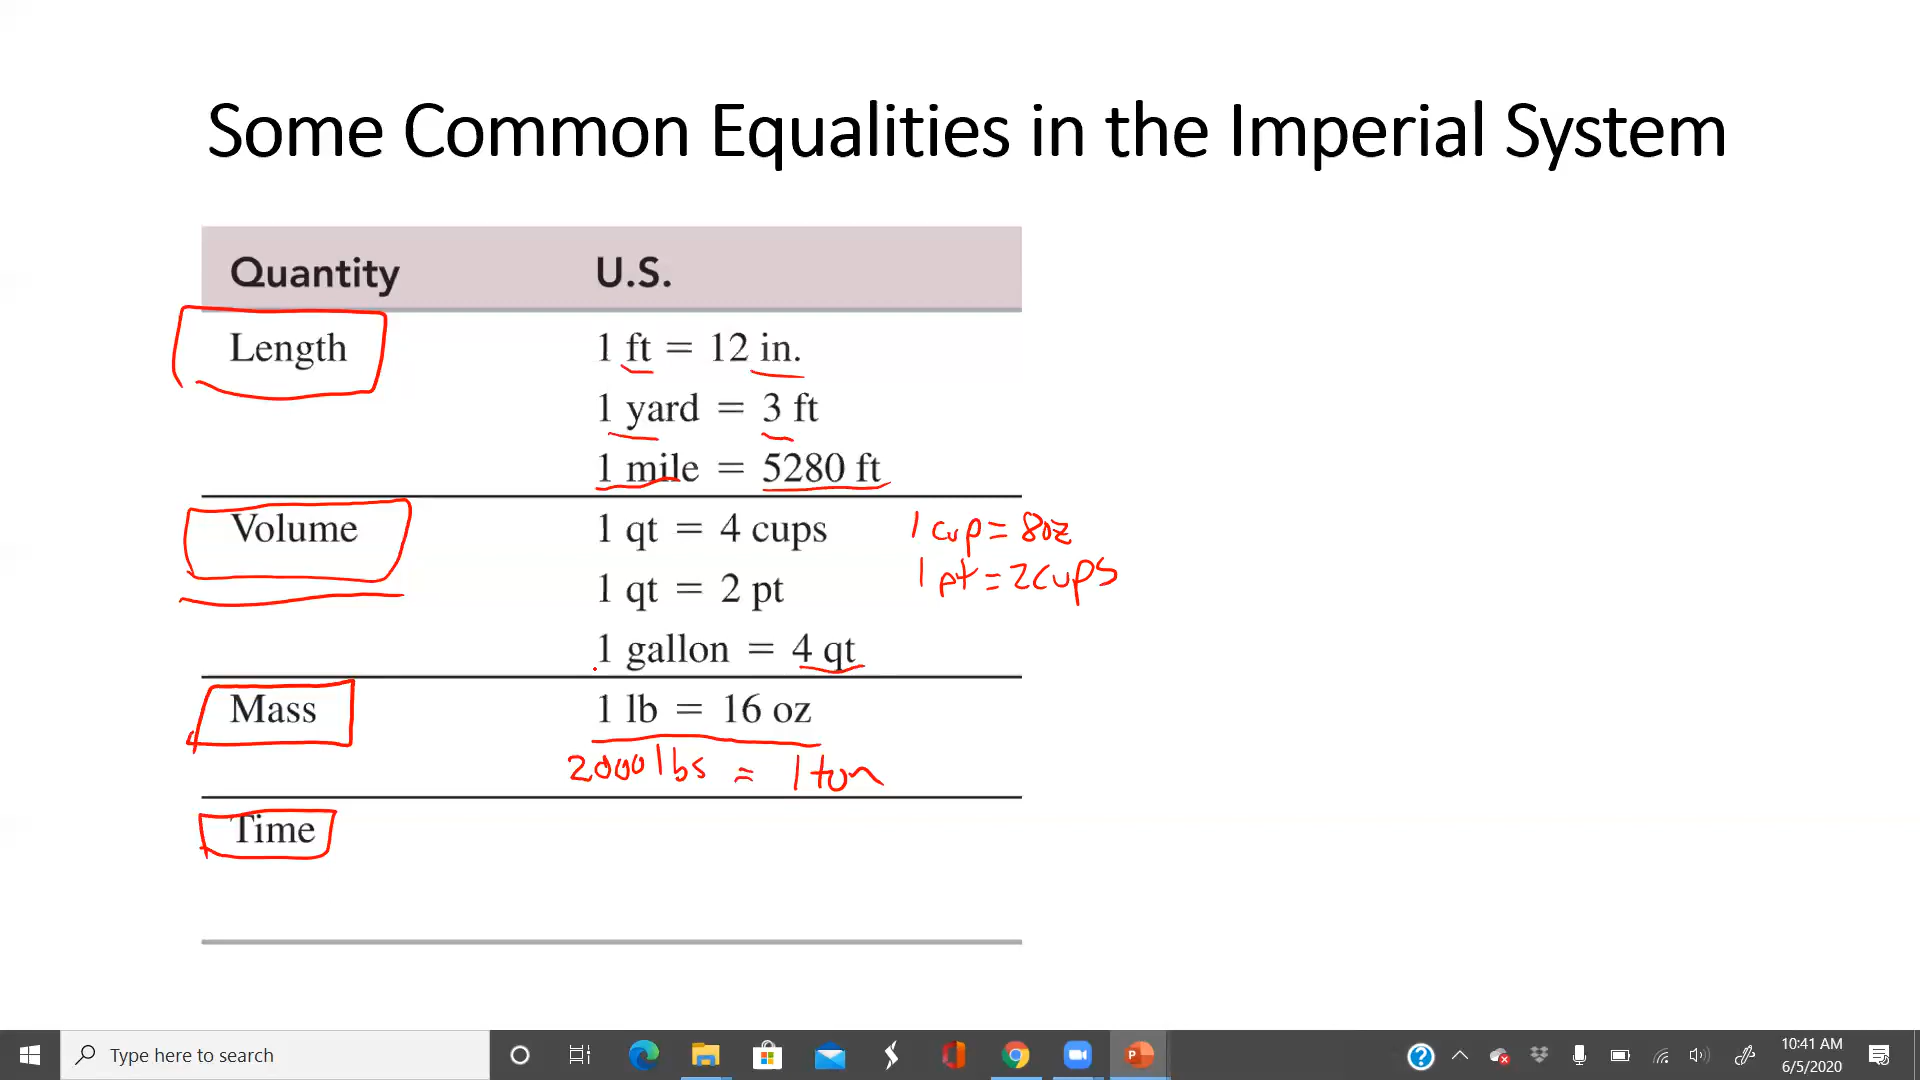 Some Common Equalities in the Imperial System
Quantity U.S.
Length 1 ft = 12 in.
1 yard = 3 ft
1 mile = 5280 ft
Volume 1 qt = 4 cups 1 cup = 8oz
1 qt = 2 pt 1 pt = 2cups
1 gallon = 4 qt
Mass 1 lb = 16 oz
2000 lbs = 1 ton
Time
Type here to search
10:41 AM
6/5/2020